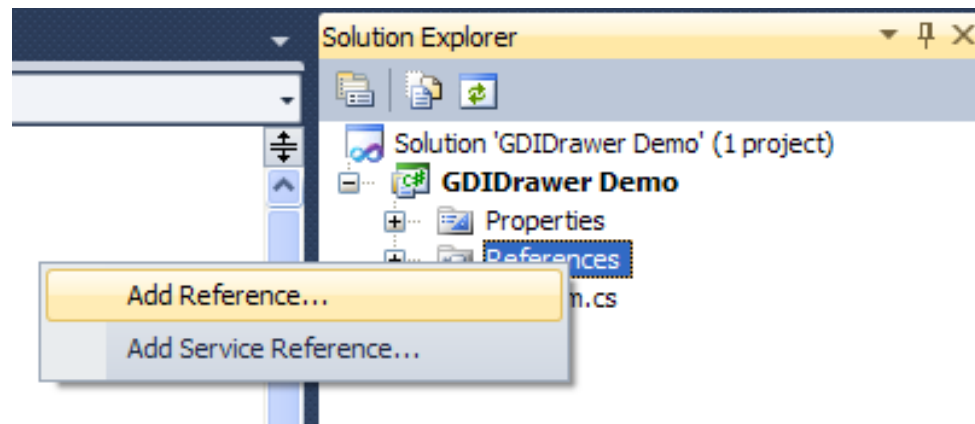 Solution Explorer
Solution 'GDIDrawer Demo' (1 project)
C#
GDIDrawer Demo
Properties
References
Add Reference...
m.cs
Add Service Reference...